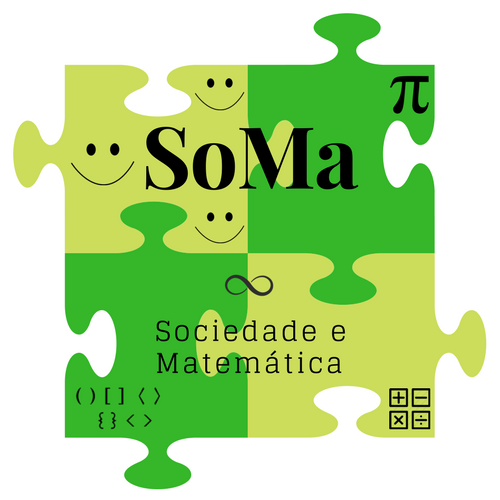 π
SoMa
∞
Sociedade e
Matemática
( ) [ ] ⟨ ⟩
{ } < >
+ −
× ÷